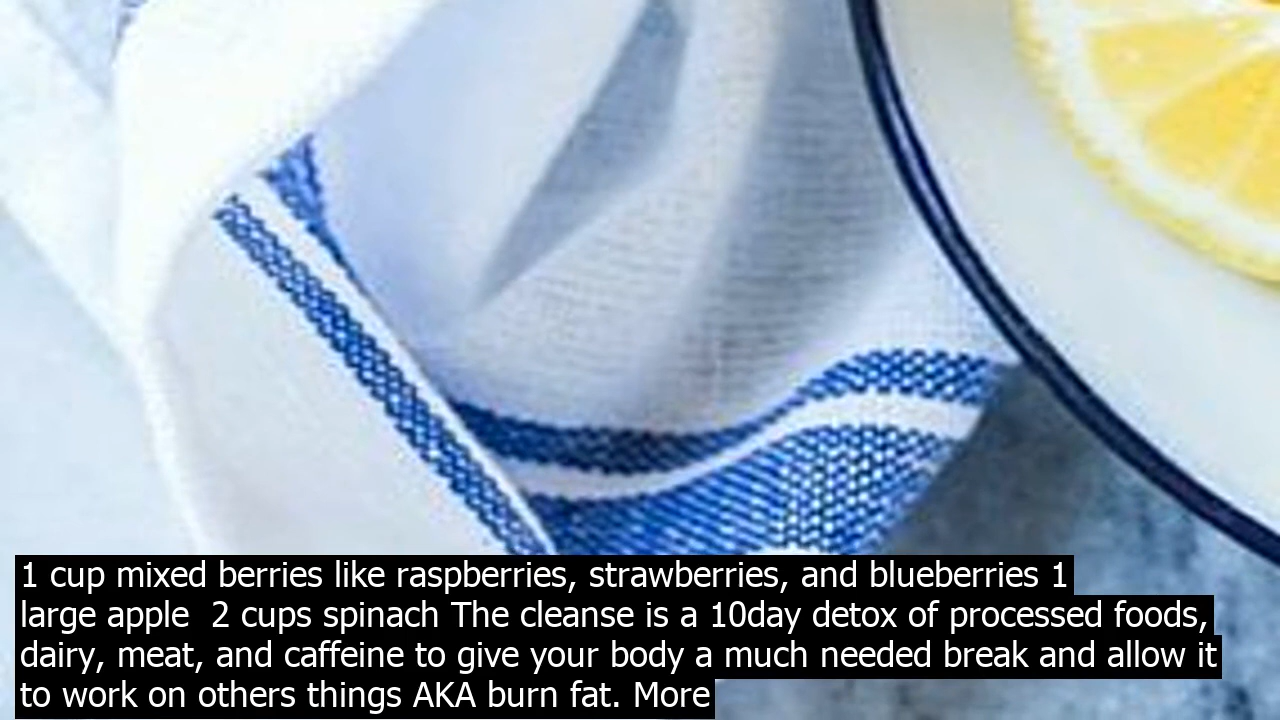 1 cup mixed berries like raspberries, strawberries, and blueberries 1
large apple  2 cups spinach The cleanse is a 10day detox of processed foods,
dairy, meat, and caffeine to give your body a much needed break and allow it
to work on others things AKA burn fat. More